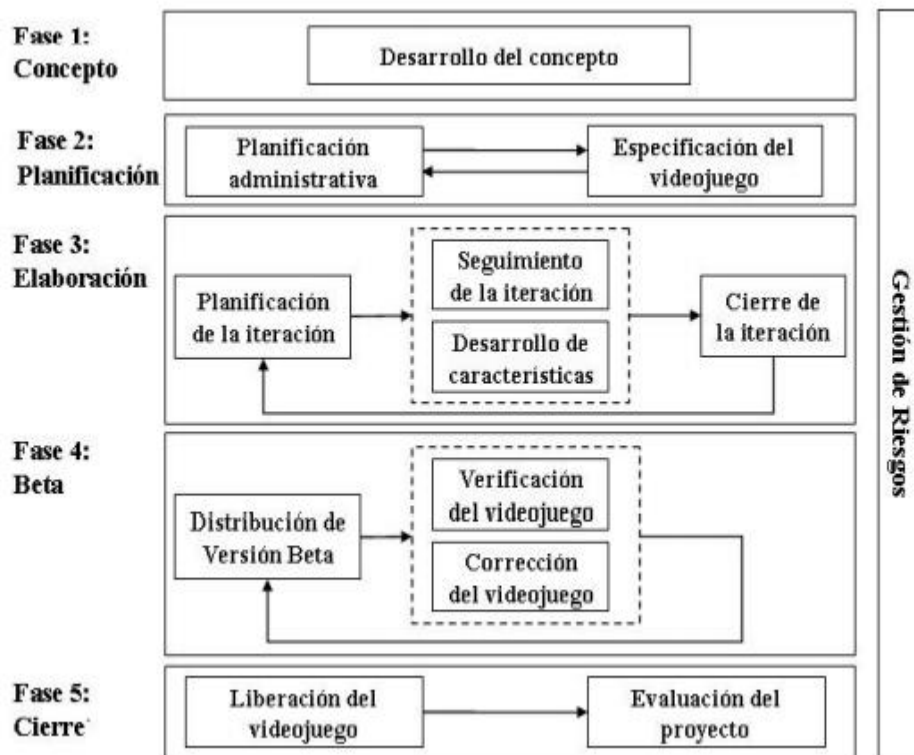 Fase 1:
Concepto
Desarrollo del concepto
Fase 2:
Planificación
Planificación
administrativa
Especificación del
videojuego
Fase 3:
Elaboración
Planificación
de la iteración
Seguimiento
de la iteración
Desarrollo de
características
Cierre de
la iteración
Fase 4:
Beta
Distribución de
Versión Beta
Verificación
del videojuego
Corrección
del videojuego
Fase 5:
Cierre
Liberación del
videojuego
Evaluación del
proyecto
Gestión de Riesgos